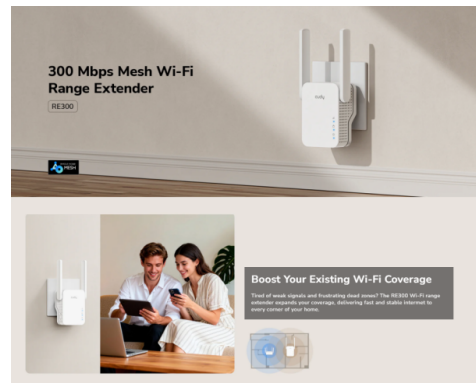 300 Mbps Mesh Wi-Fi
Range Extender
RE300
MESH
Boost Your Existing Wi-Fi Coverage
Tired of weak signals and frustrating dead zones? The RE300 Wi-Fi range
extender expands your coverage, delivering fast and stable internet to
every corner of your home.